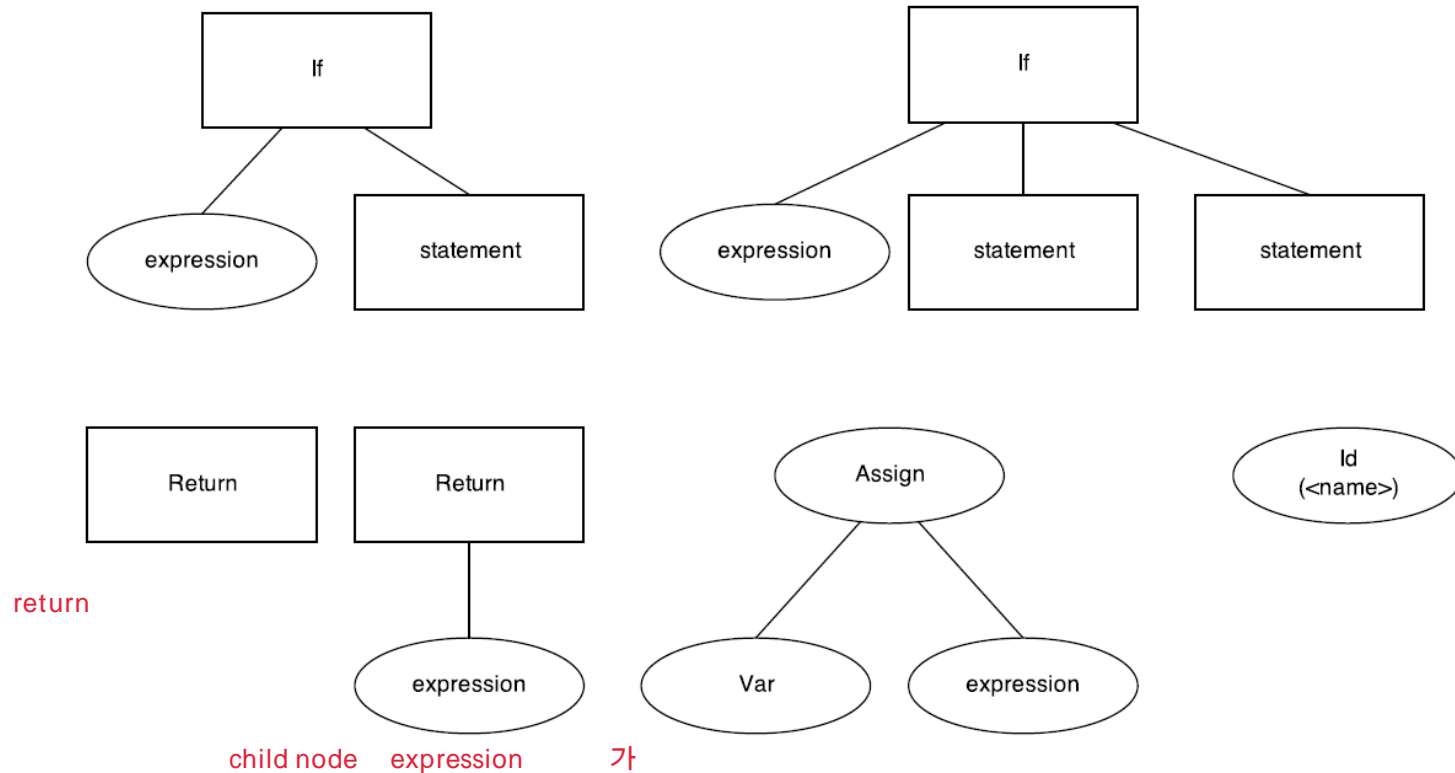 If
If
expression
statement
expression
statement
statement
Return
Return
Assign
Id
(<name>)
return
expression
Var
expression
child node expression 가